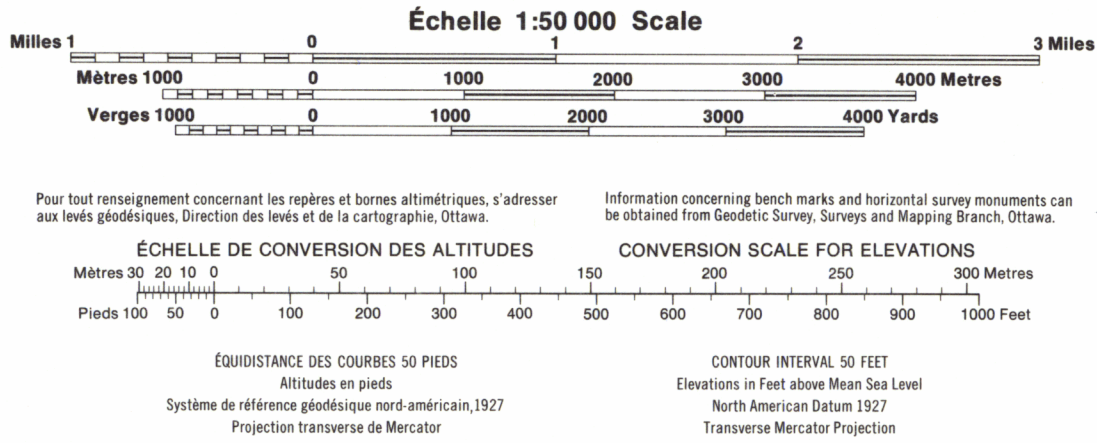 Échelle 1:50 000 Scale
Milles 1 0 1 2 3 Miles
Mètres 1000 0 1000 2000 3000 4000 Metres
Verges 1000 0 1000 2000 3000 4000 Yards
Pour tout renseignement concernant les repères et bornes altimétriques, s'adresser
aux levés géodésiques, Direction des levés et de la cartographie, Ottawa.
Information concerning bench marks and horizontal survey monuments can
be obtained from Geodetic Survey, Surveys and Mapping Branch, Ottawa.
ÉCHELLE DE CONVERSION DES ALTITUDES CONVERSION SCALE FOR ELEVATIONS
Mètres 30 20 10 0 50 100 150 200 250 300 Metres
Pieds 100 50 0 100 200 300 400 500 600 700 800 900 1000 Feet
ÉQUIDISTANCE DES COURBES 50 PIEDS
Altitudes en pieds
Système de référence géodésique nord-américain,1927
Projection transverse de Mercator
CONTOUR INTERVAL 50 FEET
Elevations in Feet above Mean Sea Level
North American Datum 1927
Transverse Mercator Projection